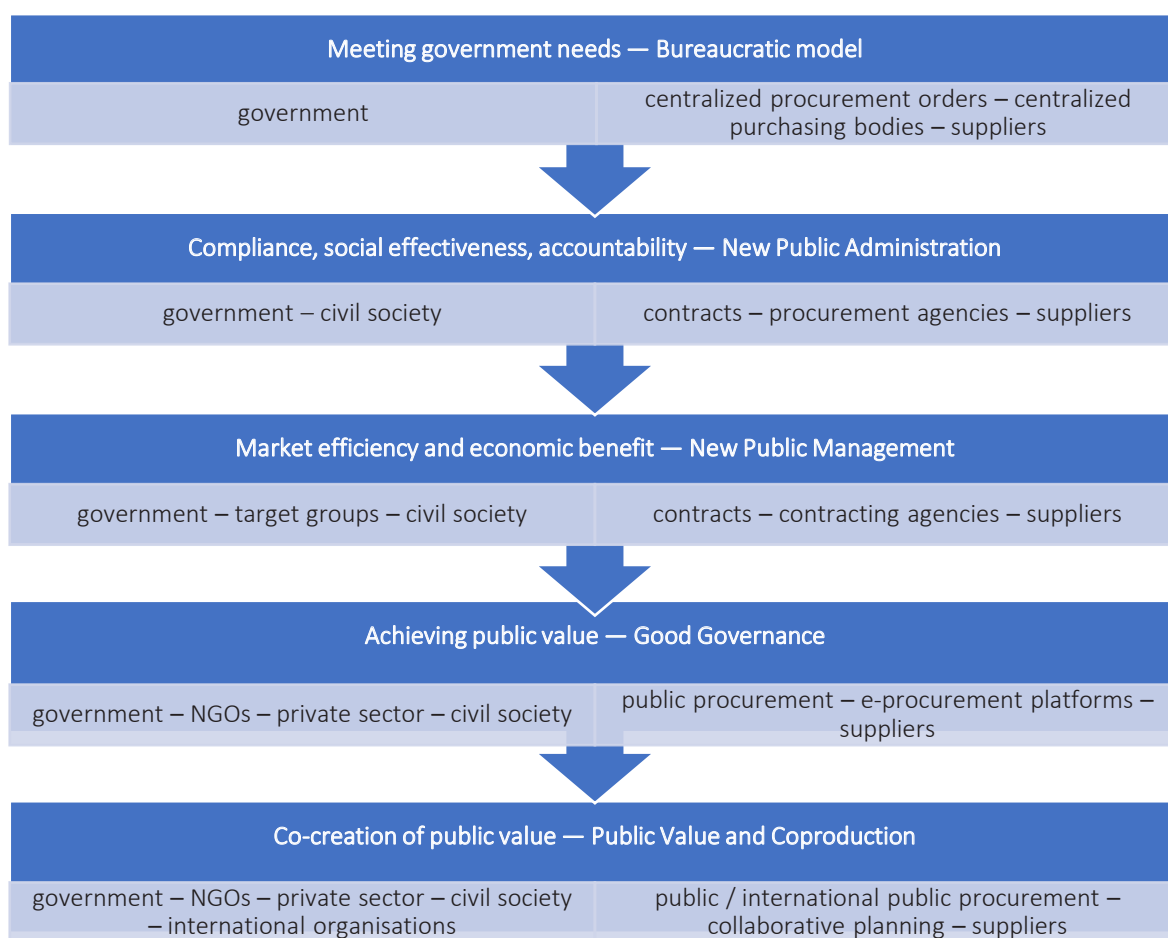 Meeting government needs — Bureaucratic model
government
centralized procurement orders – centralized
purchasing bodies – suppliers
Compliance, social effectiveness, accountability — New Public Administration
government – civil society
contracts – procurement agencies – suppliers
Market efficiency and economic benefit — New Public Management
government – target groups – civil society
contracts – contracting agencies – suppliers
Achieving public value — Good Governance
government – NGOs – private sector – civil society
public procurement – e-procurement platforms –
suppliers
Co-creation of public value — Public Value and Coproduction
government – NGOs – private sector – civil society
– international organisations
public / international public procurement –
collaborative planning – suppliers